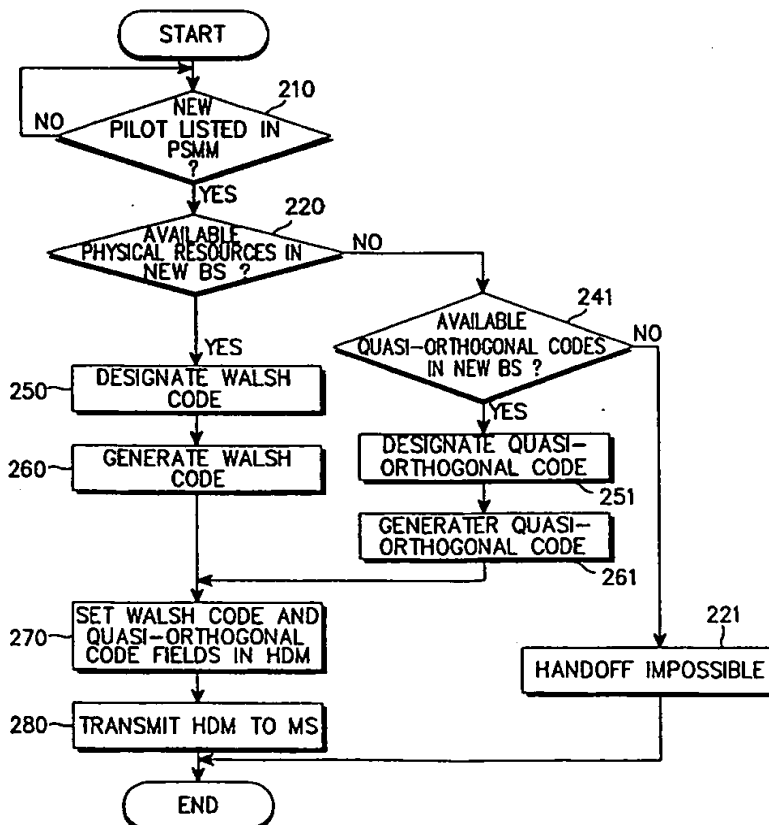 START
210
NEW
PILOT LISTED IN
PSMM
?
NO
YES
220
AVAILABLE
PHYSICAL RESOURCES IN
NEW BS ?
NO
YES
241
AVAILABLE
QUASI-ORTHOGONAL CODES
IN NEW BS ?
NO
YES
250
DESIGNATE WALSH
CODE
260
GENERATE WALSH
CODE
DESIGNATE QUASI-
ORTHOGONAL CODE
251
GENERATER QUASI-
ORTHOGONAL CODE
261
270
SET WALSH CODE AND
QUASI-ORTHOGONAL
CODE FIELDS IN HDM
221
HANDOFF IMPOSSIBLE
280
TRANSMIT HDM TO MS
END